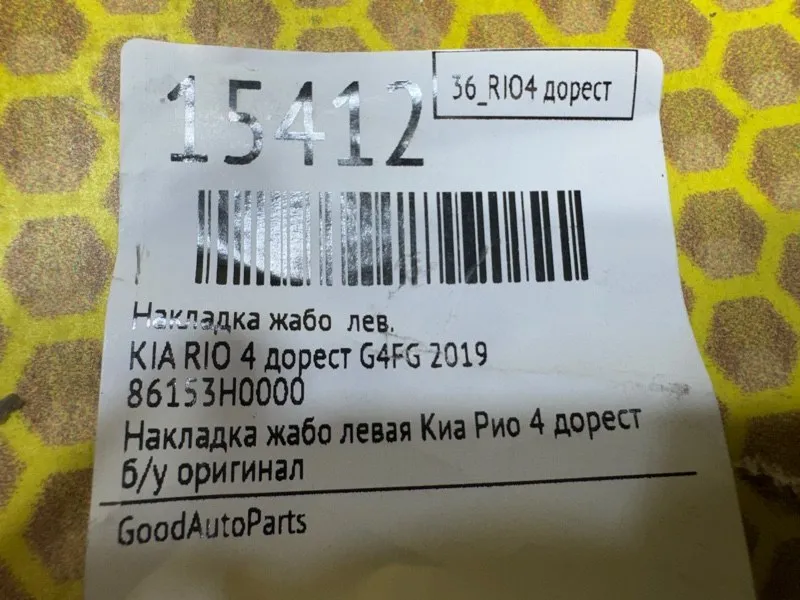 15412
36_RIO4 дорест
Накладка жабо лев.
KIA RIO 4 дорест G4FG 2019
86153H0000
Накладка жабо левая Киа Рио 4 дорест
б/у оригинал
GoodAutoParts